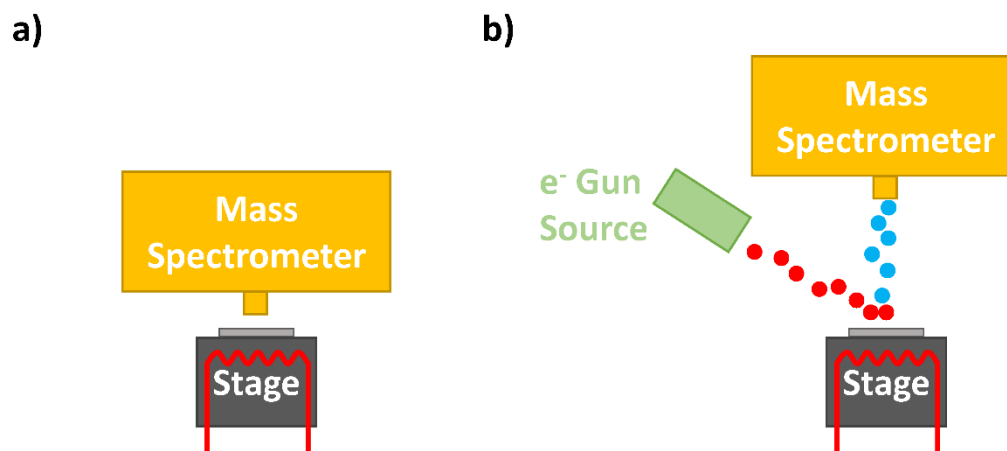 a)
Mass
Spectrometer
Stage
b)
Mass
Spectrometer
e⁻ Gun
Source
Stage